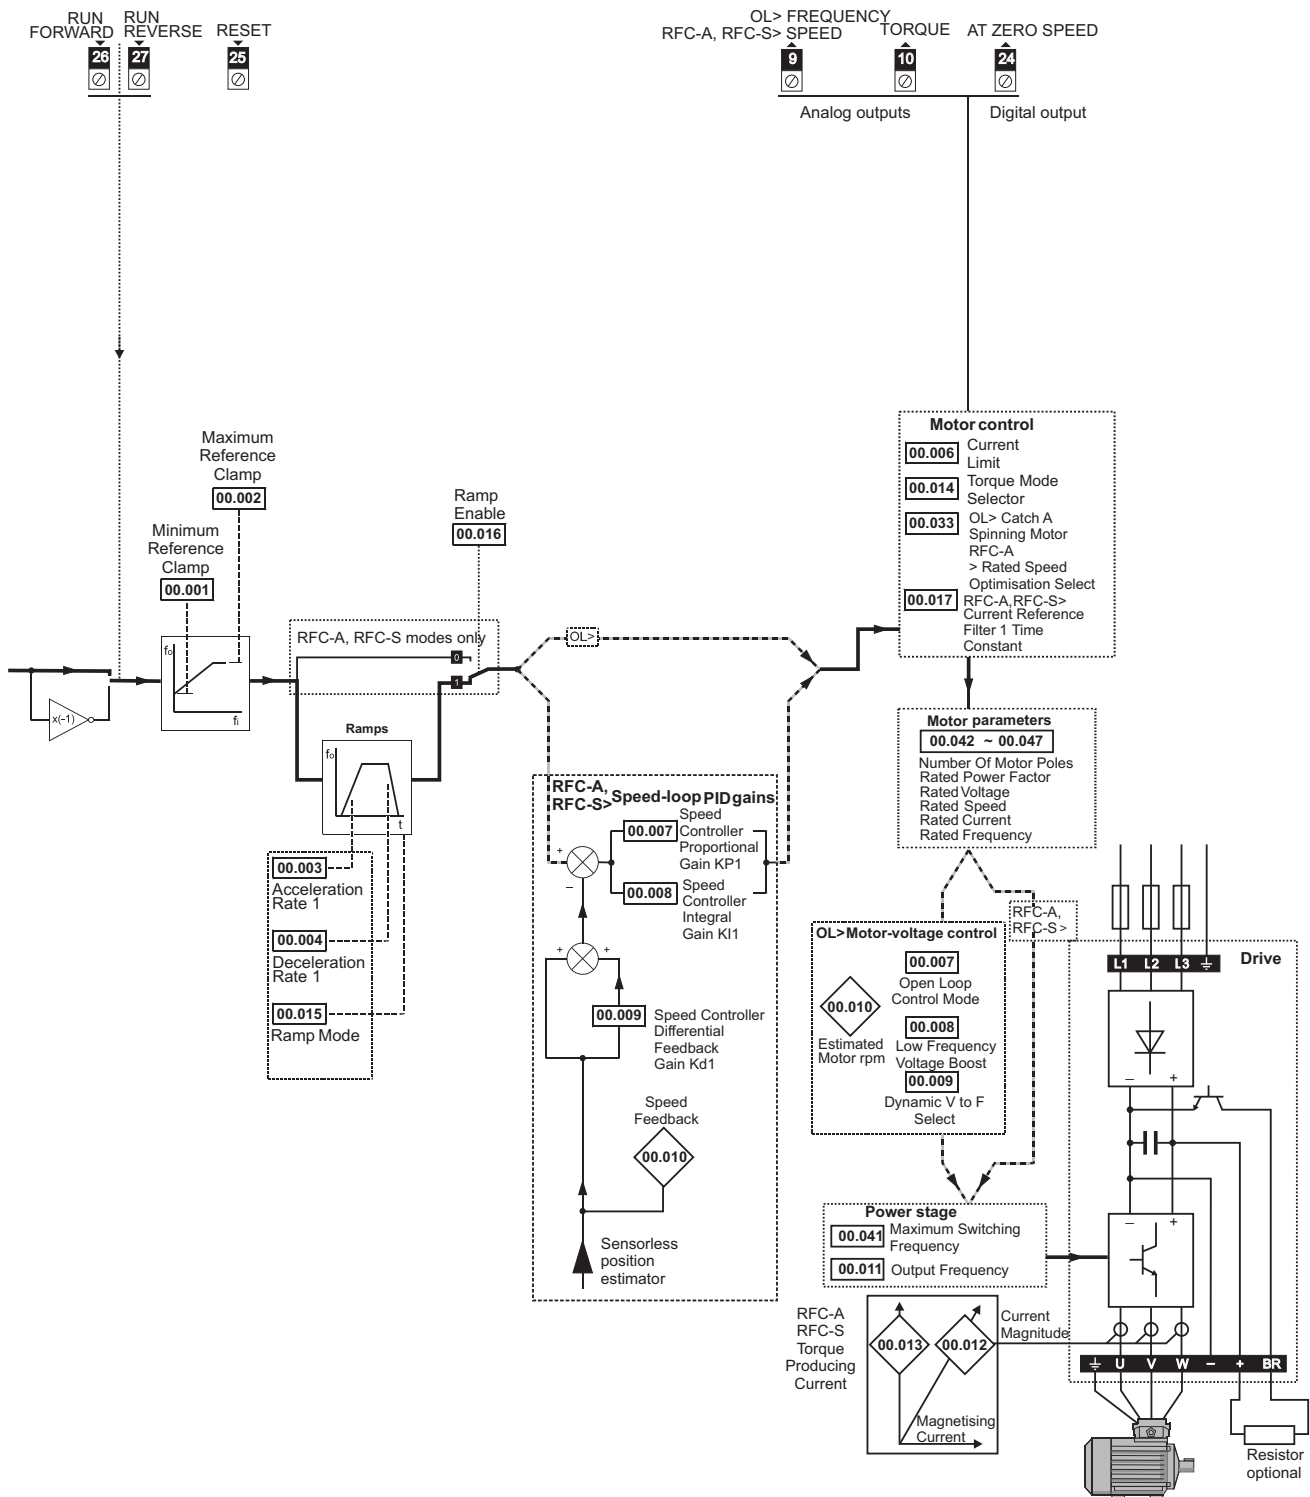 RUN
FORWARD
RUN
REVERSE
RESET
26
27
25
OL> FREQUENCY
RFC-A, RFC-S> SPEED
TORQUE
AT ZERO SPEED
9
10
24
Analog outputs
Digital output
Maximum
Reference
Clamp
00.002
Minimum
Reference
Clamp
00.001
Ramp
Enable
00.016
RFC-A, RFC-S modes only
0
1
OL>
x(-1)
fo
fi
Ramps
fo
t
00.003
Acceleration
Rate 1
00.004
Deceleration
Rate 1
00.015
Ramp Mode
RFC-A,
RFC-S>
Speed-loop PID gains
00.007
Speed
Controller
Proportional
Gain KP1
00.008
Speed
Controller
Integral
Gain KI1
+
–
+
+
00.009
Speed Controller
Differential
Feedback
Gain Kd1
Speed
Feedback
00.010
Sensorless
position
estimator
Motor control
00.006
Current
Limit
00.014
Torque Mode
Selector
00.033
OL> Catch A
Spinning Motor
RFC-A
> Rated Speed
Optimisation Select
00.017
RFC-A,RFC-S>
Current Reference
Filter 1 Time
Constant
Motor parameters
00.042 ~ 00.047
Number Of Motor Poles
Rated Power Factor
Rated Voltage
Rated Speed
Rated Current
Rated Frequency
RFC-A,
RFC-S >
OL>Motor-voltage control
00.007
Open Loop
Control Mode
00.010
Estimated
Motor rpm
00.008
Low Frequency
Voltage Boost
00.009
Dynamic V to F
Select
Power stage
00.041
Maximum Switching
Frequency
00.011
Output Frequency
RFC-A
RFC-S
Torque
Producing
Current
00.013
00.012
Current
Magnitude
Magnetising
Current
L1 L2 L3
Drive
– +
– +
U V W – + BR
Resistor
optional